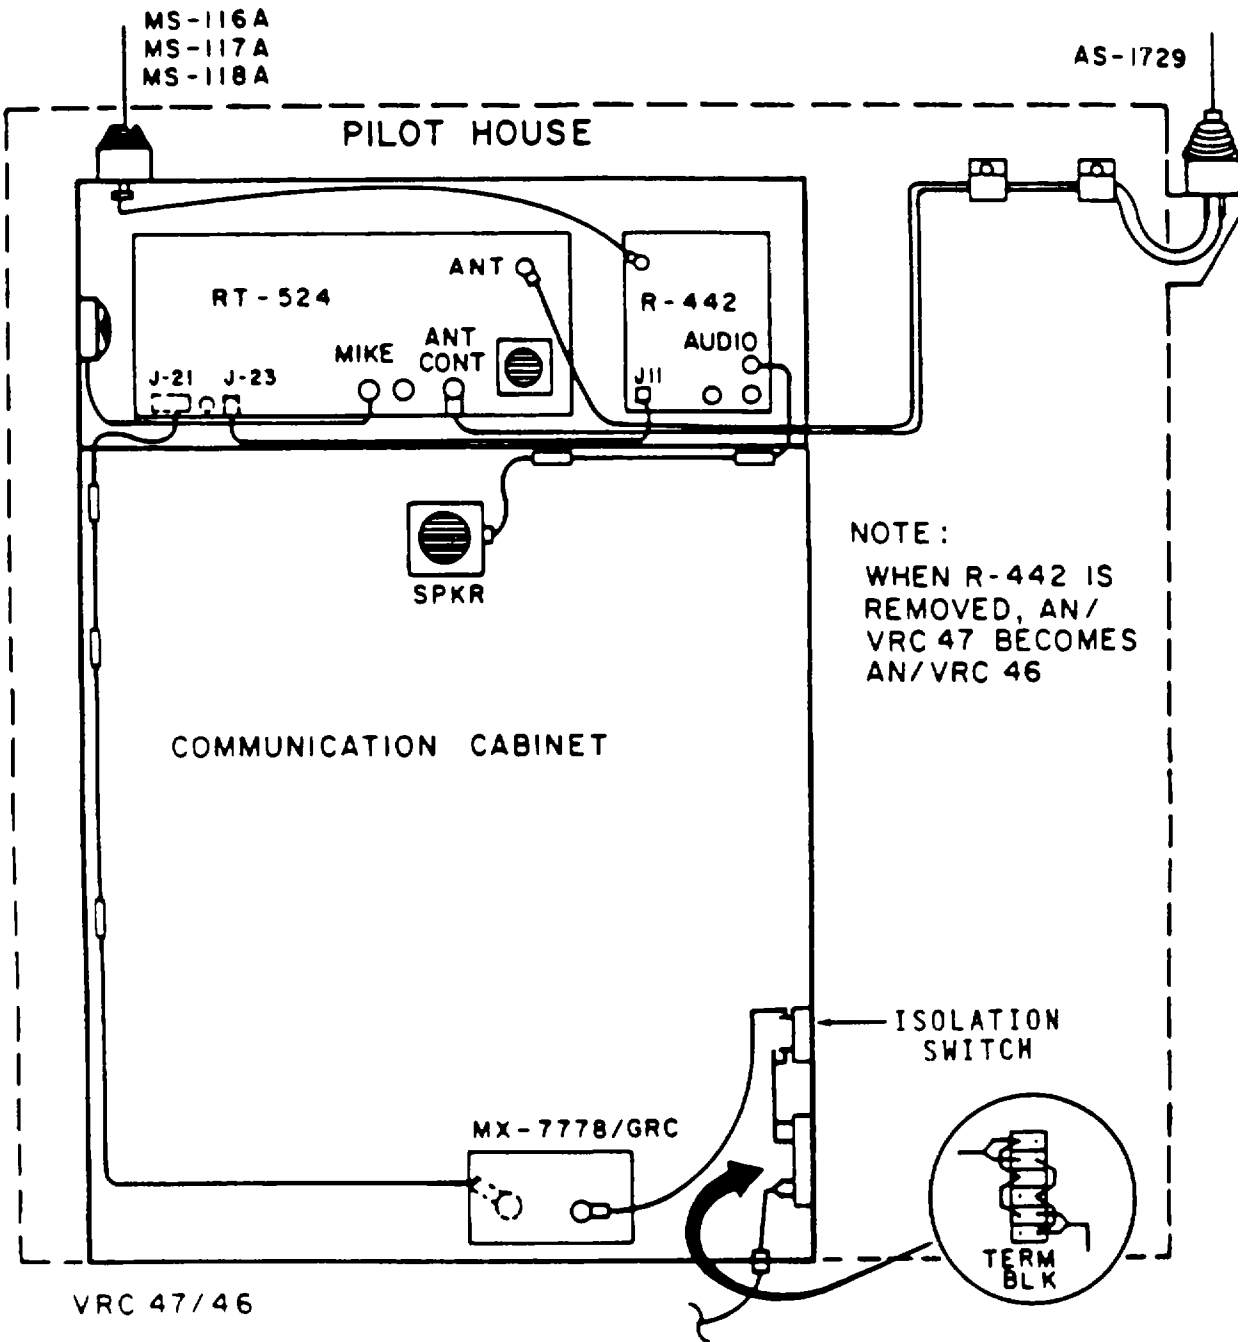 MS-116A
MS-117A
MS-118A
AS-1729
PILOT HOUSE
ANT
RT-524
R-442
MIKE
ANT
CONT
AUDIO
J-21
J-23
J11
SPKR
NOTE:
WHEN R-442 IS
REMOVED, AN/
VRC 47 BECOMES
AN/VRC 46
COMMUNICATION CABINET
ISOLATION
SWITCH
MX-7778/GRC
TERM
BLK
VRC 47/46